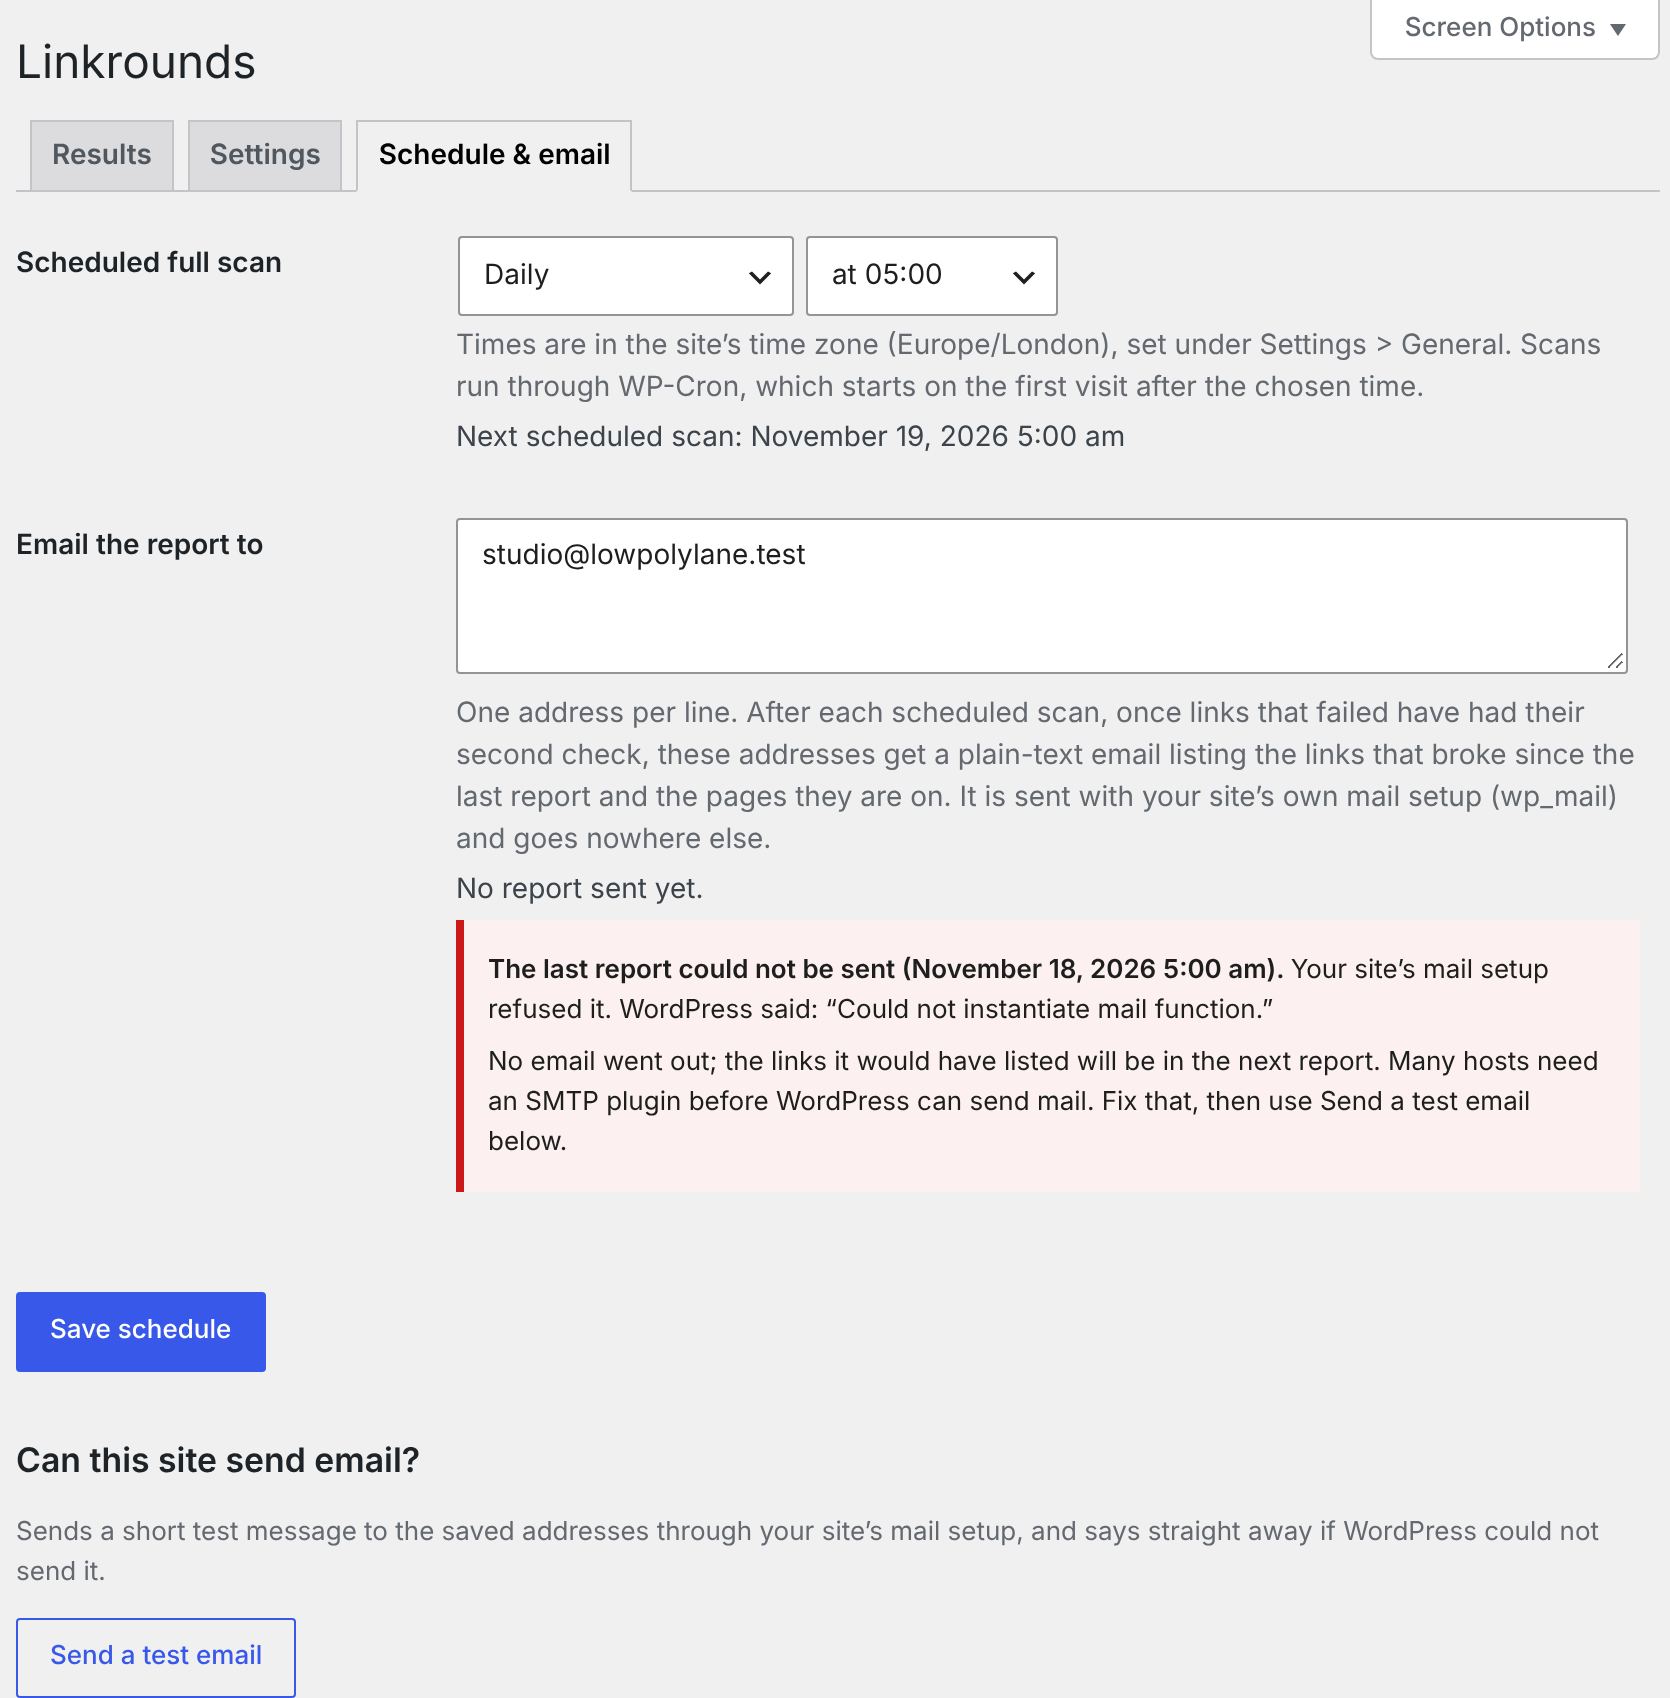 Screen Options
Linkrounds
Results
Settings
Schedule & email
Scheduled full scan
Daily
at 05:00
Times are in the site’s time zone (Europe/London), set under Settings > General. Scans
run through WP-Cron, which starts on the first visit after the chosen time.
Next scheduled scan: November 19, 2026 5:00 am
Email the report to
studio@lowpolylane.test
One address per line. After each scheduled scan, once links that failed have had their
second check, these addresses get a plain-text email listing the links that broke since the
last report and the pages they are on. It is sent with your site’s own mail setup (wp_mail)
and goes nowhere else.
No report sent yet.
The last report could not be sent (November 18, 2026 5:00 am). Your site’s mail setup
refused it. WordPress said: “Could not instantiate mail function.”
No email went out; the links it would have listed will be in the next report. Many hosts need
an SMTP plugin before WordPress can send mail. Fix that, then use Send a test email
below.
Save schedule
Can this site send email?
Sends a short test message to the saved addresses through your site’s mail setup, and says straight away if WordPress could not
send it.
Send a test email